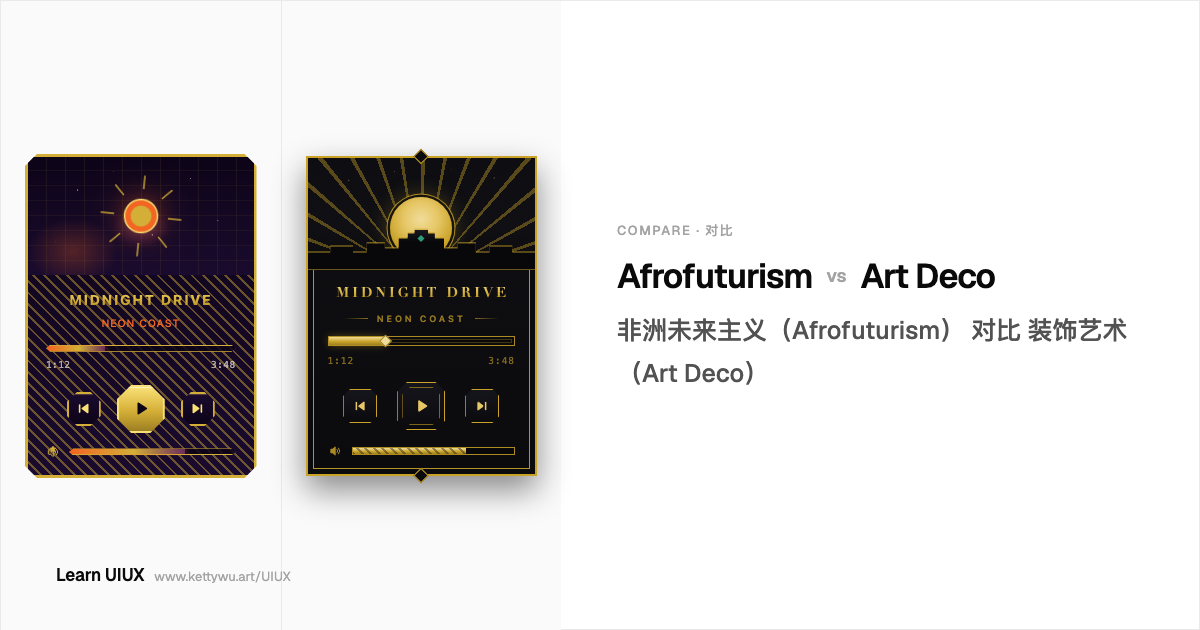 MIDNIGHT DRIVE
NEON COAST
1:12 3:48
MIDNIGHT DRIVE
NEON COAST
1:12 3:48
COMPARE · 对比
Afrofuturism vs Art Deco
非洲未来主义（Afrofuturism） 对比 装饰艺术
（Art Deco）
Learn UIUX www.kettywu.art/UIUX